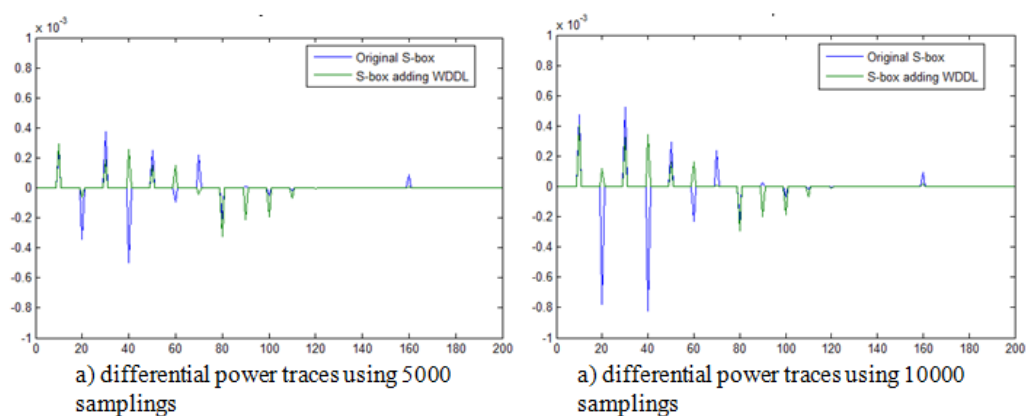 x 10⁻³
1
0.8
0.6
0.4
0.2
0
-0.2
-0.4
-0.6
-0.8
-1
0 20 40 60 80 100 120 140 160 180 200
Original S-box
S-box adding WDDL
a) differential power traces using 5000
samplings
x 10⁻³
1
0.8
0.6
0.4
0.2
0
-0.2
-0.4
-0.6
-0.8
-1
0 20 40 60 80 100 120 140 160 180 200
Original S-box
S-box adding WDDL
a) differential power traces using 10000
samplings